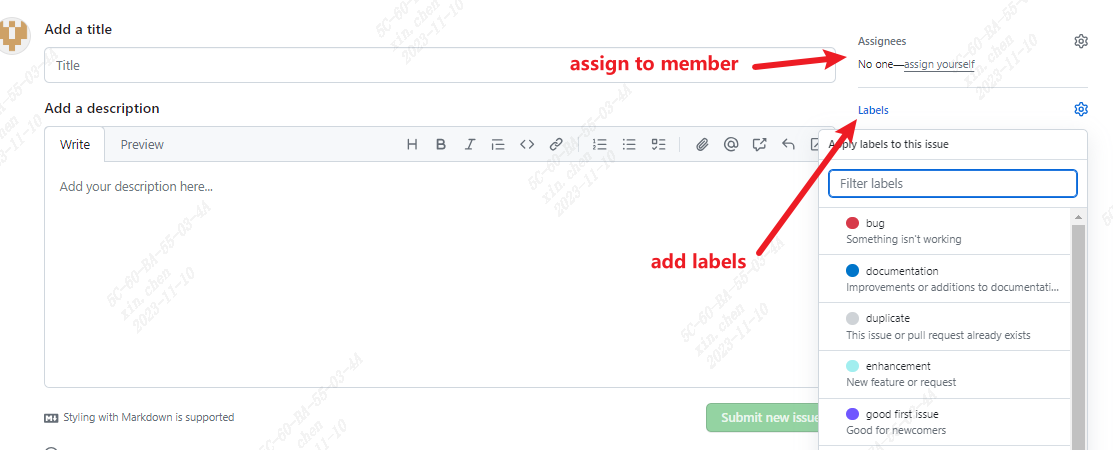 Add a title
Title
Add a description
Write Preview
Add your description here...
Styling with Markdown is supported
Submit new issue
assign to member
add labels
Assignees
No one—assign yourself
Labels
Apply labels to this issue
Filter labels
bug
Something isn't working
documentation
Improvements or additions to documentati...
duplicate
This issue or pull request already exists
enhancement
New feature or request
good first issue
Good for newcomers
5C-60-BA-55-03-4A
xin.chen
2023-11-10